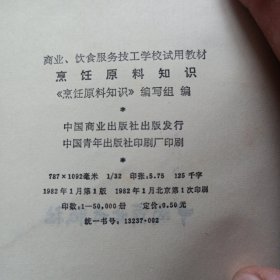 商业、饮食服务技工学校试用教材
烹饪原料知识
《烹饪原料知识》编写组 编
*
中国商业出版社出版发行
中国青年出版社印刷厂印刷
*
787×1092毫米 1/32 印张:5.75 125千字
1982年1月第1版 1982年1月北京第1次印刷
印数:1—50,000册 定价:0.50元
统一书号:13237·002